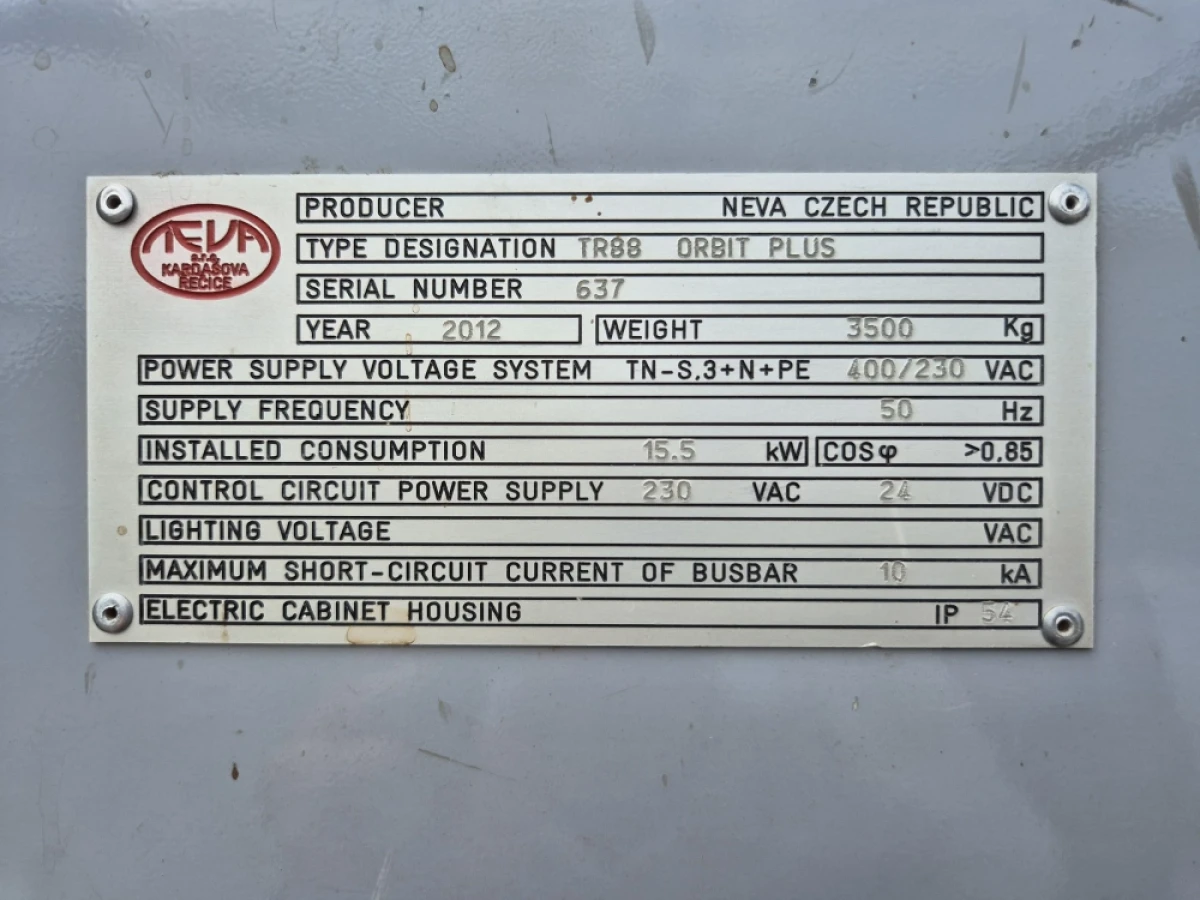 NEVA
s.r.o.
KARDAŠOVA
ŘEČICE
PRODUCER NEVA CZECH REPUBLIC
TYPE DESIGNATION TR88 ORBIT PLUS
SERIAL NUMBER 637
YEAR 2012 WEIGHT 3500 Kg
POWER SUPPLY VOLTAGE SYSTEM TN-S,3+N+PE 400/230 VAC
SUPPLY FREQUENCY 50 Hz
INSTALLED CONSUMPTION 15.5 kW COSφ >0,85
CONTROL CIRCUIT POWER SUPPLY 230 VAC 24 VDC
LIGHTING VOLTAGE VAC
MAXIMUM SHORT-CIRCUIT CURRENT OF BUSBAR 10 kA
ELECTRIC CABINET HOUSING IP 54